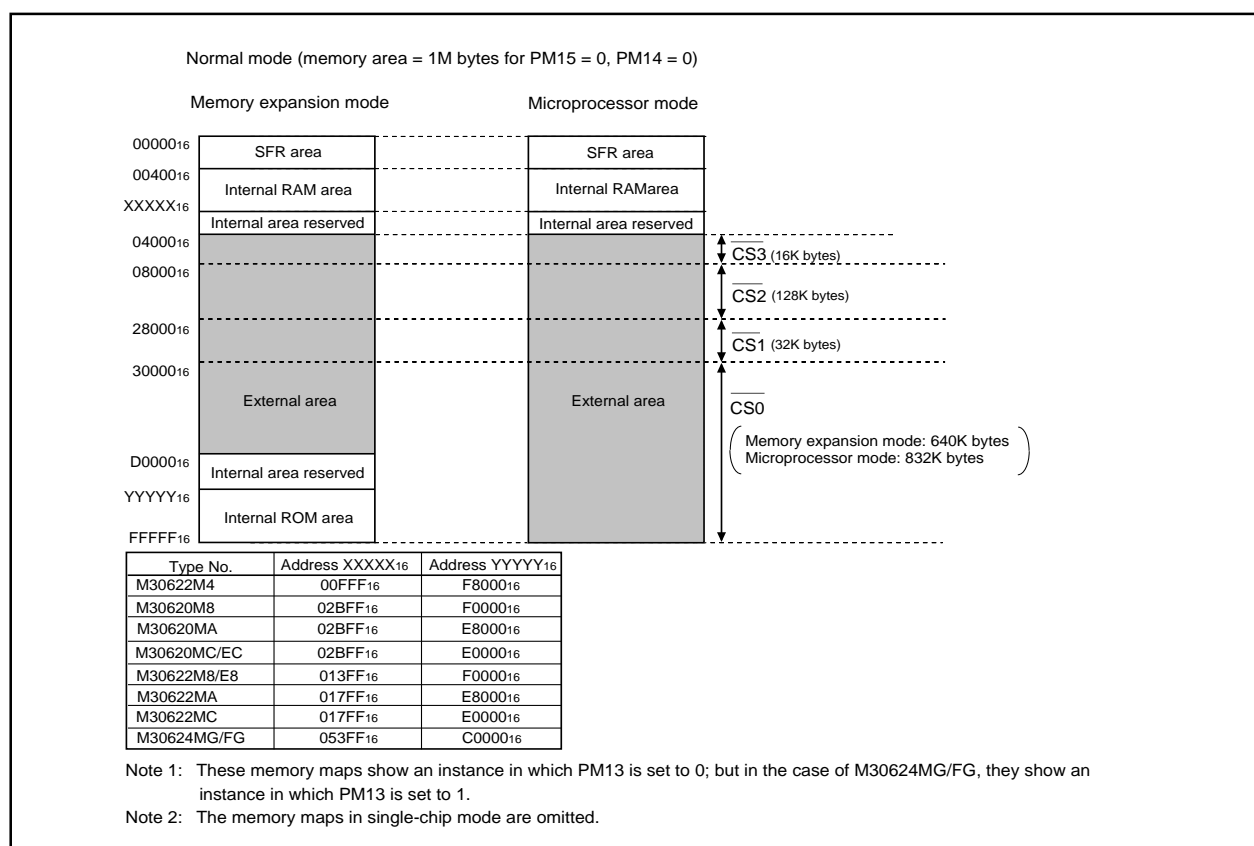 Normal mode (memory area = 1M bytes for PM15 = 0, PM14 = 0)
Memory expansion mode
Microprocessor mode
0000016
SFR area
SFR area
0040016
Internal RAM area
Internal RAMarea
XXXXX16
Internal area reserved
Internal area reserved
0400016
CS3 (16K bytes)
0800016
CS2 (128K bytes)
2800016
CS1 (32K bytes)
3000016
External area
External area
CS0
Memory expansion mode: 640K bytes
Microprocessor mode: 832K bytes
D000016
Internal area reserved
YYYYY16
Internal ROM area
FFFFF16
Type No. Address XXXXX16 Address YYYYY16
M30622M4 00FFF16 F800016
M30620M8 02BFF16 F000016
M30620MA 02BFF16 E800016
M30620MC/EC 02BFF16 E000016
M30622M8/E8 013FF16 F000016
M30622MA 017FF16 E800016
M30622MC 017FF16 E000016
M30624MG/FG 053FF16 C000016
Note 1: These memory maps show an instance in which PM13 is set to 0; but in the case of M30624MG/FG, they show an
instance in which PM13 is set to 1.
Note 2: The memory maps in single-chip mode are omitted.